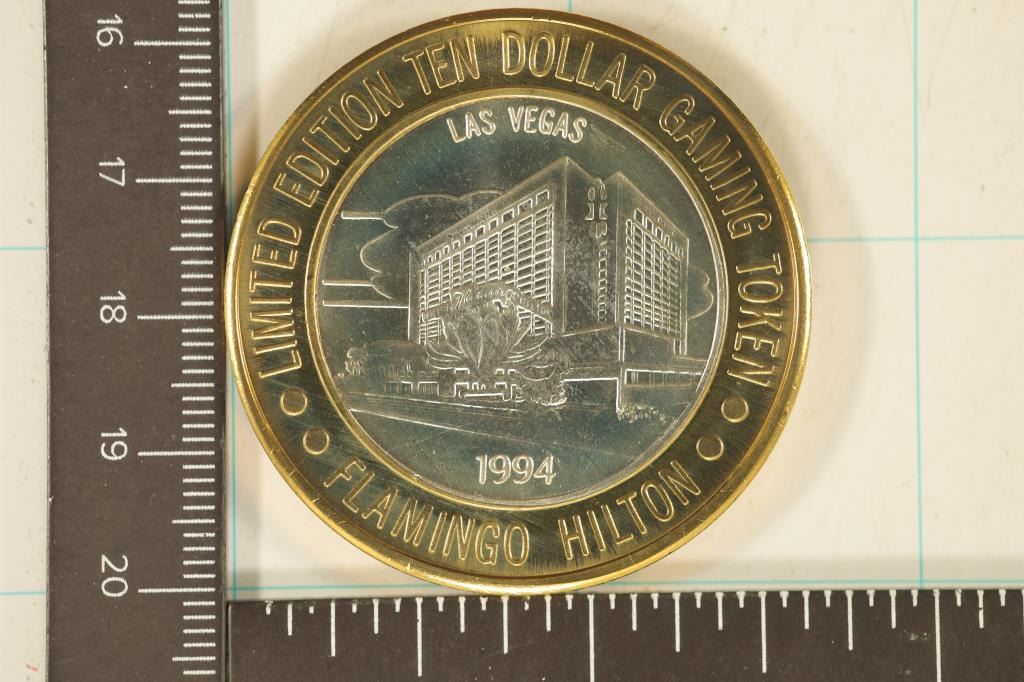 LIMITED EDITION TEN DOLLAR GAMING TOKEN
LAS VEGAS
1994
FLAMINGO HILTON
16
17
18
19
20